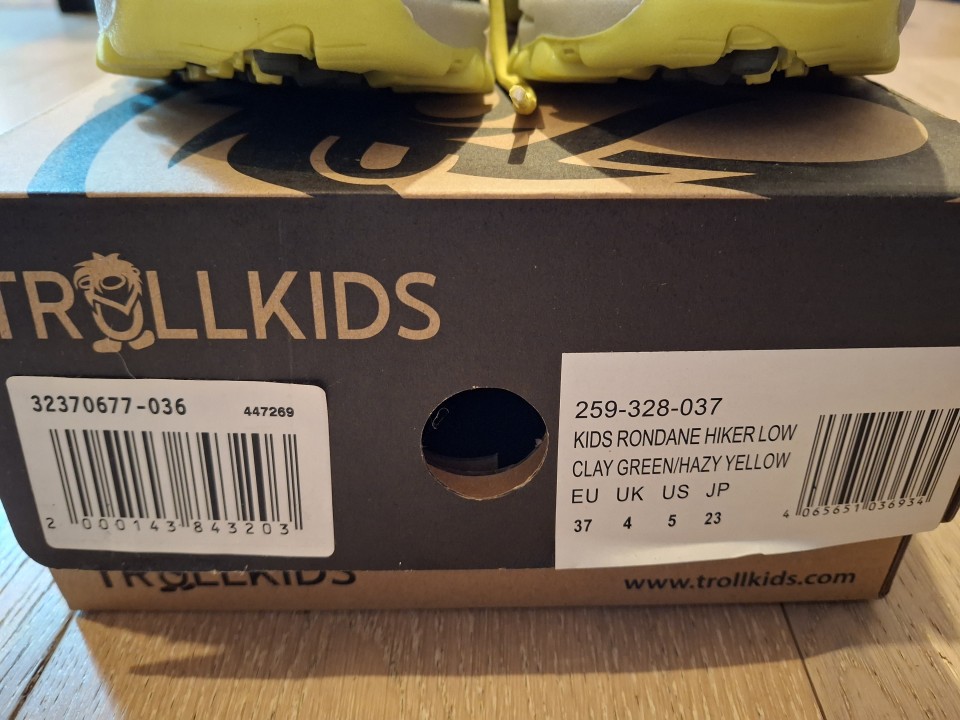 TROLLKIDS
32370677-036
447269
2 000143 843203
259-328-037
KIDS RONDANE HIKER LOW
CLAY GREEN/HAZY YELLOW
EU UK US JP
37 4 5 23
4 065651 036934
TROLLKIDS
www.trollkids.com